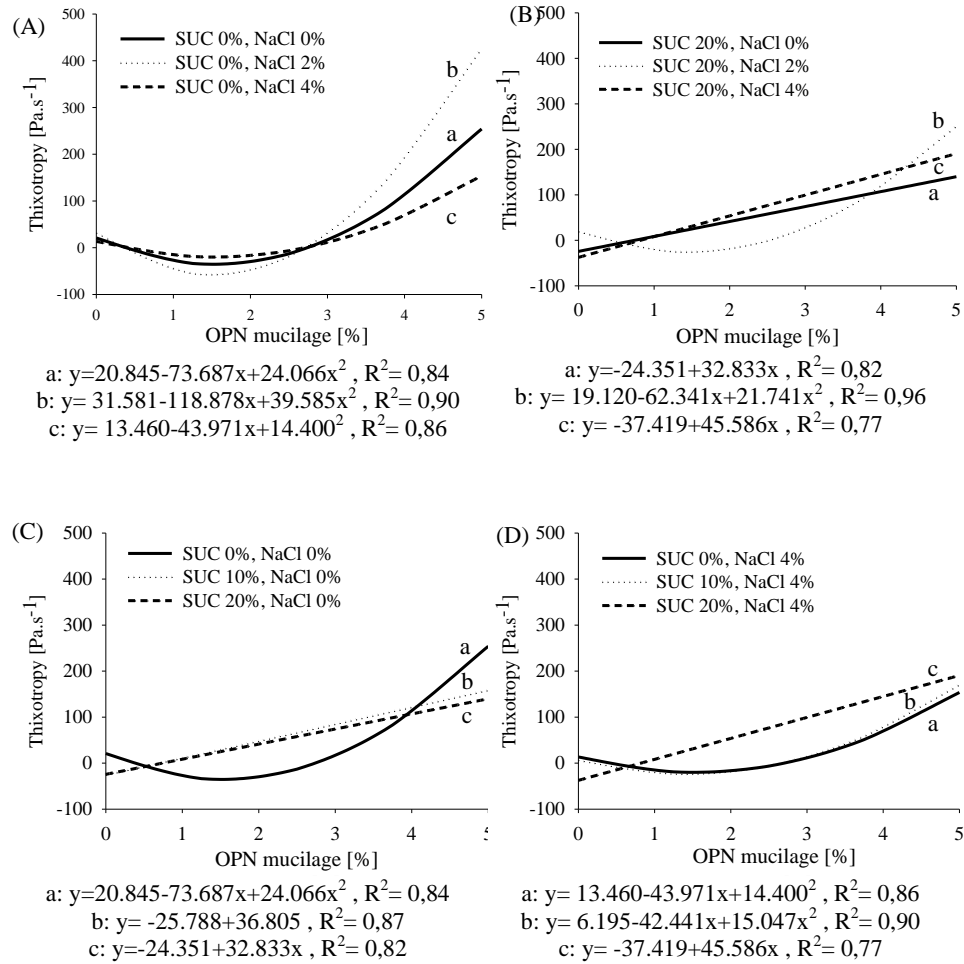 (A)
500
400
300
200
100
0
-100
Thixotropy [Pa.s⁻¹]
SUC 0%, NaCl 0%
SUC 0%, NaCl 2%
SUC 0%, NaCl 4%
b
a
c
0 1 2 3 4 5
OPN mucilage [%]
a: y=20.845-73.687x+24.066x² , R²= 0,84
b: y= 31.581-118.878x+39.585x² , R²= 0,90
c: y= 13.460-43.971x+14.400² , R²= 0,86
(B)
500
400
300
200
100
0
-100
Thixotropy [Pa.s⁻¹]
SUC 20%, NaCl 0%
SUC 20%, NaCl 2%
SUC 20%, NaCl 4%
b
c
a
0 1 2 3 4 5
OPN mucilage [%]
a: y=-24.351+32.833x , R²= 0,82
b: y= 19.120-62.341x+21.741x² , R²= 0,96
c: y= -37.419+45.586x , R²= 0,77
(C)
500
400
300
200
100
0
-100
Thixotropy [Pa.s⁻¹]
SUC 0%, NaCl 0%
SUC 10%, NaCl 0%
SUC 20%, NaCl 0%
a
b
c
0 1 2 3 4 5
OPN mucilage [%]
a: y=20.845-73.687x+24.066x² , R²= 0,84
b: y= -25.788+36.805 , R²= 0,87
c: y=-24.351+32.833x , R²= 0,82
(D)
500
400
300
200
100
0
-100
Thixotropy [Pa.s⁻¹]
SUC 0%, NaCl 4%
SUC 10%, NaCl 4%
SUC 20%, NaCl 4%
c
b
a
0 1 2 3 4 5
OPN mucilage [%]
a: y= 13.460-43.971x+14.400² , R²= 0,86
b: y= 6.195-42.441x+15.047x² , R²= 0,90
c: y= -37.419+45.586x , R²= 0,77